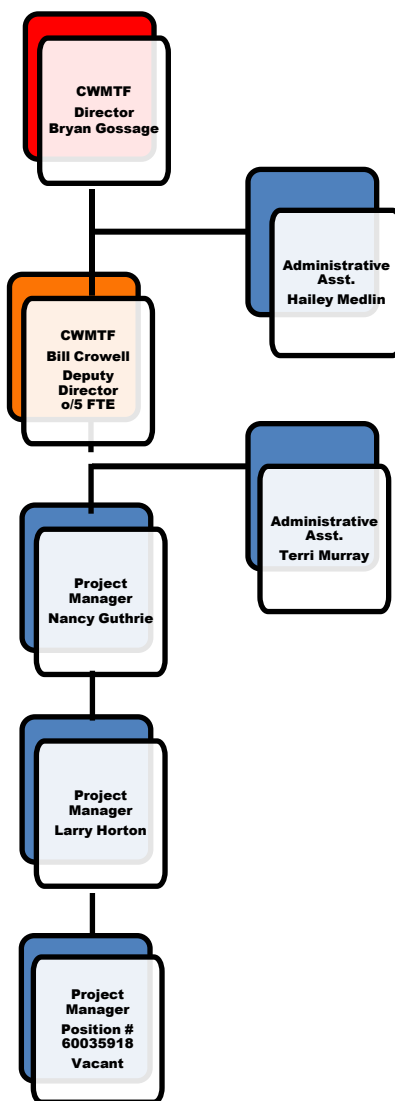 CWMTF
Director
Bryan Gossage
Administrative
Asst.
Hailey Medlin
CWMTF
Bill Crowell
Deputy
Director
o/5 FTE
Administrative
Asst.
Terri Murray
Project
Manager
Nancy Guthrie
Project
Manager
Larry Horton
Project
Manager
Position #
60035918
Vacant